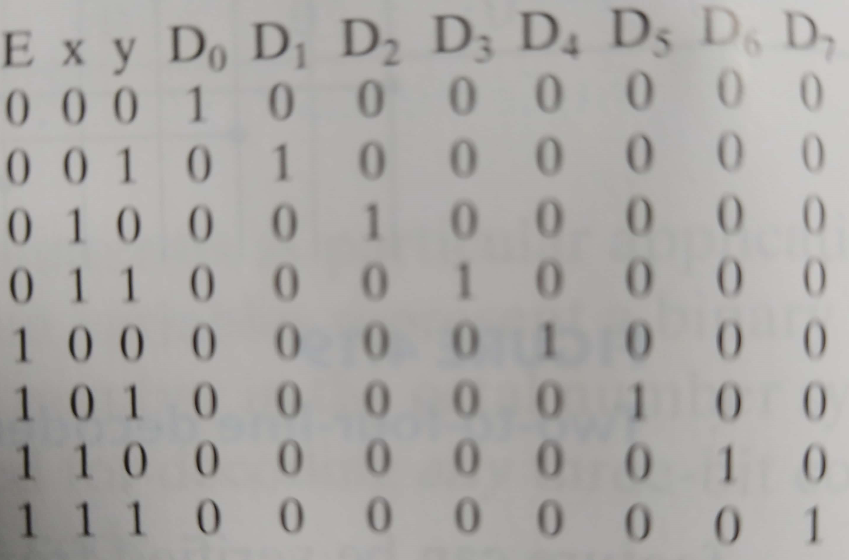 E x y D₀ D₁ D₂ D₃ D₄ D₅ D₆ D₇
0 0 0 1 0 0 0 0 0 0 0
0 0 1 0 1 0 0 0 0 0 0
0 1 0 0 0 1 0 0 0 0 0
0 1 1 0 0 0 1 0 0 0 0
1 0 0 0 0 0 0 1 0 0 0
1 0 1 0 0 0 0 0 1 0 0
1 1 0 0 0 0 0 0 0 1 0
1 1 1 0 0 0 0 0 0 0 1